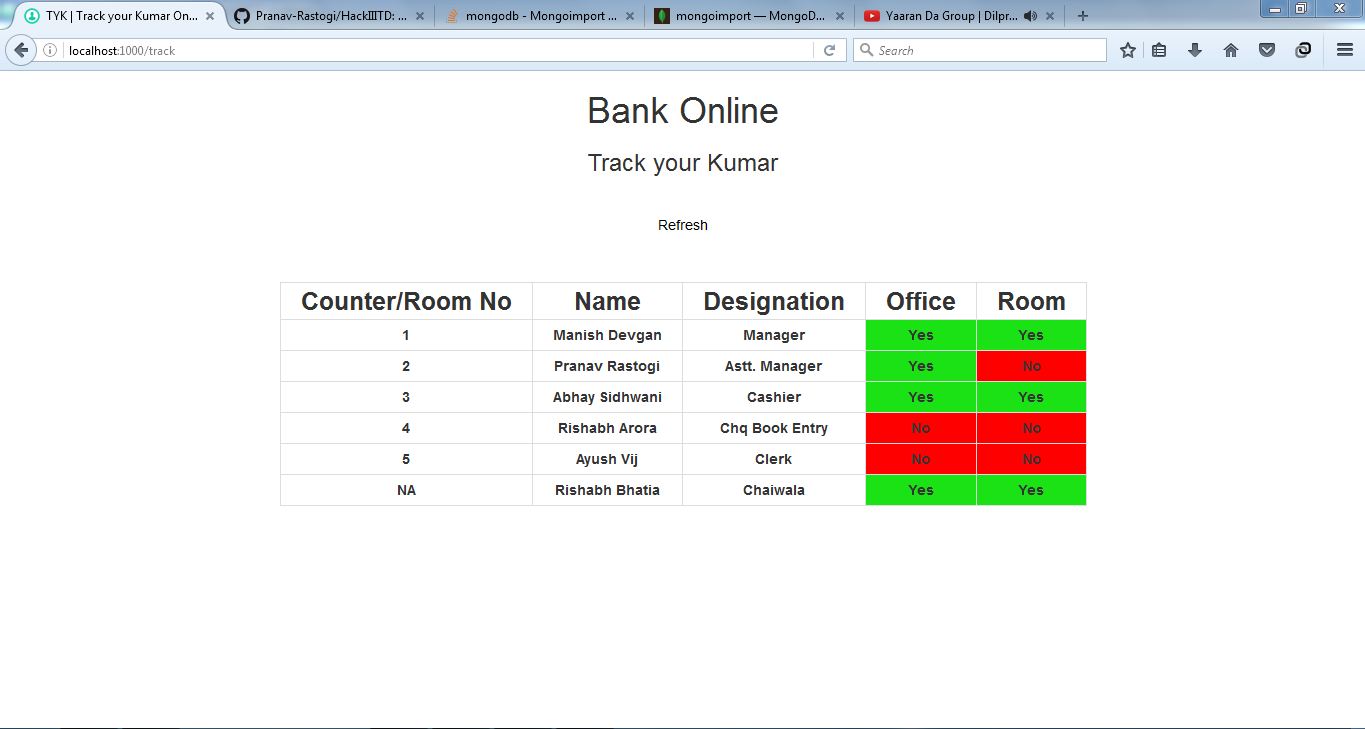 TYK | Track your Kumar On...
Pranav-Rastogi/HackIIITD: ...
mongodb - Mongoimport ...
mongoimport — MongoD...
Yaaran Da Group | Dilpr...
localhost:1000/track
Search
Bank Online
Track your Kumar
Refresh
Counter/Room No Name Designation Office Room
1 Manish Devgan Manager Yes Yes
2 Pranav Rastogi Astt. Manager Yes No
3 Abhay Sidhwani Cashier Yes Yes
4 Rishabh Arora Chq Book Entry No No
5 Ayush Vij Clerk No No
NA Rishabh Bhatia Chaiwala Yes Yes